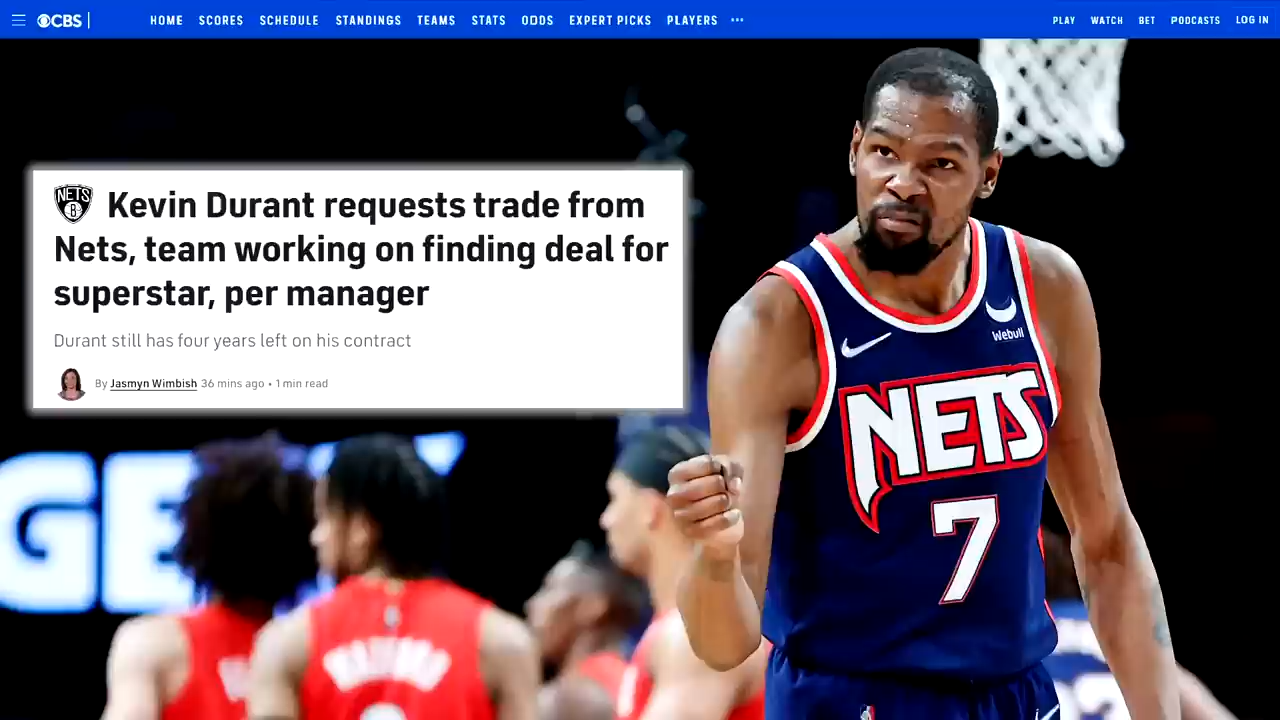 CBS
HOME SCORES SCHEDULE STANDINGS TEAMS STATS ODDS EXPERT PICKS PLAYERS
PLAY WATCH BET PODCASTS LOG IN
NETS
B
Kevin Durant requests trade from
Nets, team working on finding deal for
superstar, per manager
Durant still has four years left on his contract
By Jasmyn Wimbish 36 mins ago • 1 min read
Webull
NETS
7
GE